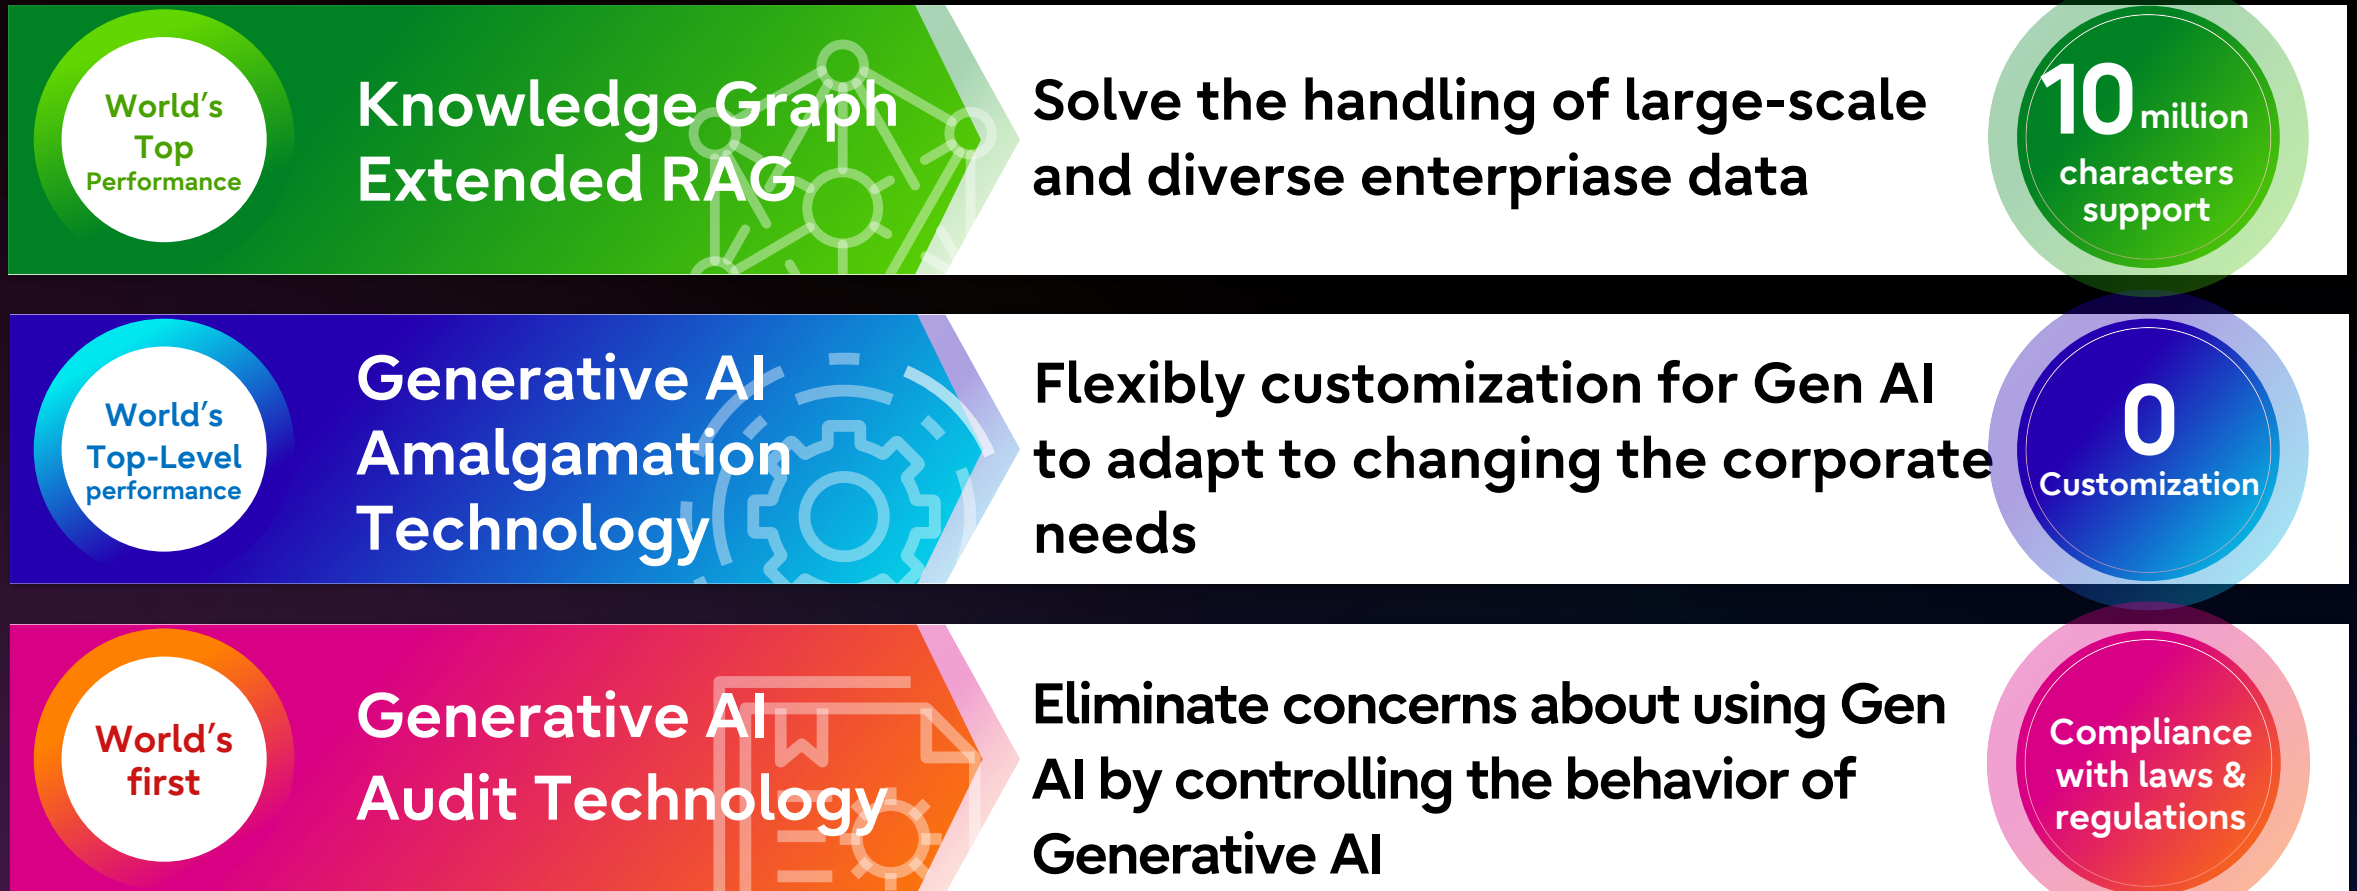 World's
Top
Performance
Knowledge Graph
Extended RAG
Solve the handling of large-scale
and diverse enterpriase data
10 million
characters
support
World's
Top-Level
performance
Generative AI
Amalgamation
Technology
Flexibly customization for Gen AI
to adapt to changing the corporate
needs
0
Customization
World's
first
Generative AI
Audit Technology
Eliminate concerns about using Gen
AI by controlling the behavior of
Generative AI
Compliance
with laws &
regulations